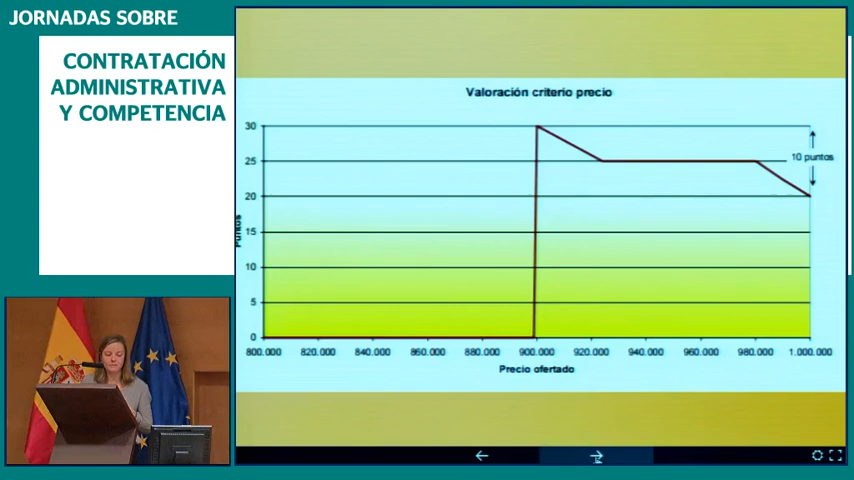 JORNADAS SOBRE
CONTRATACIÓN
ADMINISTRATIVA
Y COMPETENCIA
Valoración criterio precio
30
25
20
15
10
5
0
Puntos
10 puntos
800.000 820.000 840.000 860.000 880.000 900.000 920.000 940.000 960.000 980.000 1.000.000
Precio ofertado